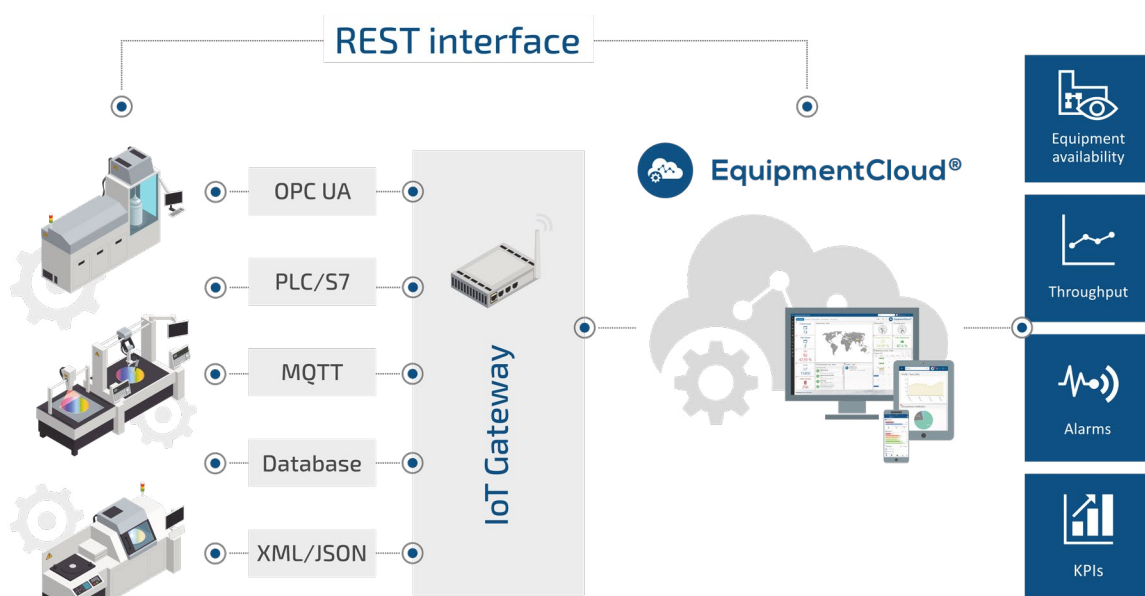 REST interface
EquipmentCloud®
OPC UA
PLC/S7
MQTT
Database
XML/JSON
IoT Gateway
Equipment
availability
Throughput
Alarms
KPIs